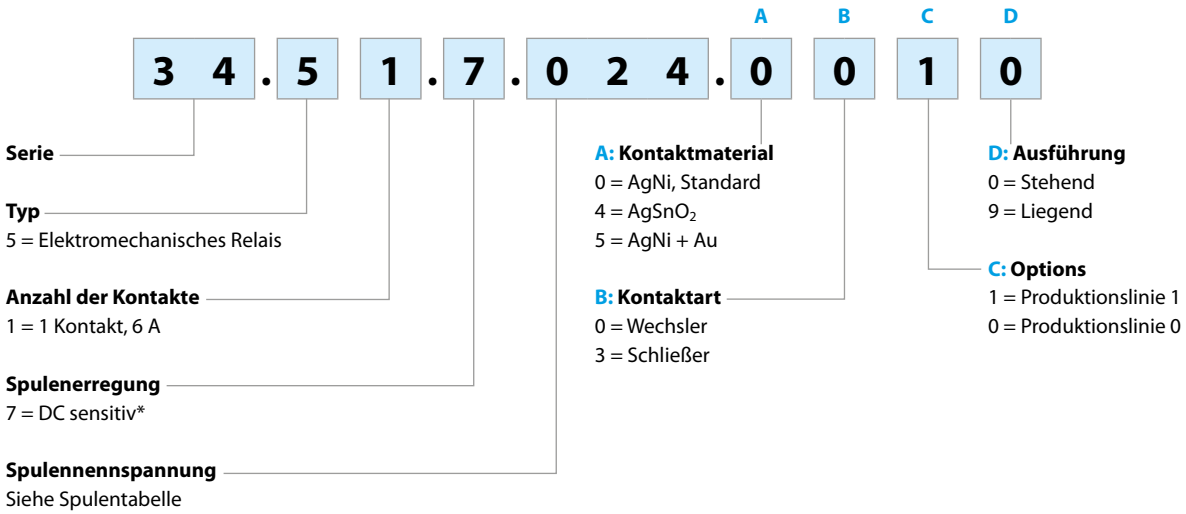 A B C D
3 4 . 5 1 . 7 . 0 2 4 . 0 0 1 0
Serie
Typ
5 = Elektromechanisches Relais
Anzahl der Kontakte
1 = 1 Kontakt, 6 A
Spulenerregung
7 = DC sensitiv*
Spulennennspannung
Siehe Spulentabelle
A: Kontaktmaterial
0 = AgNi, Standard
4 = AgSnO₂
5 = AgNi + Au
B: Kontaktart
0 = Wechsler
3 = Schließer
D: Ausführung
0 = Stehend
9 = Liegend
C: Options
1 = Produktionslinie 1
0 = Produktionslinie 0